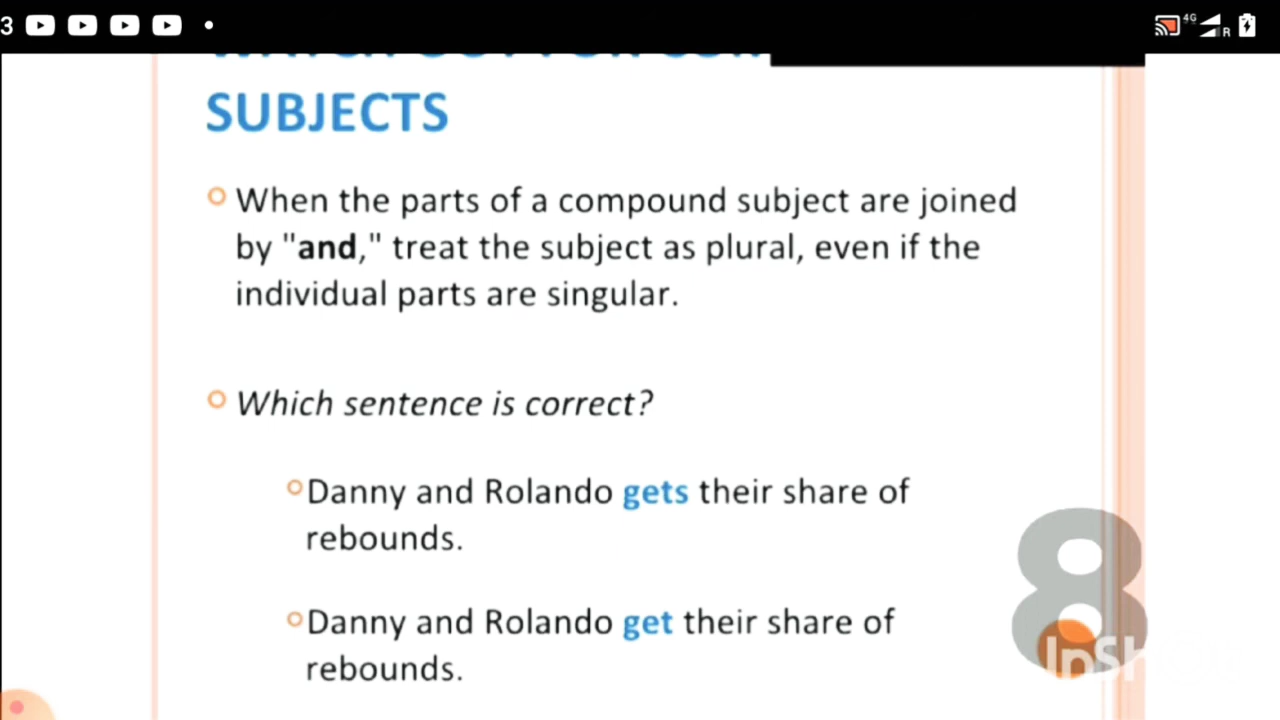 3
4G
R
SUBJECTS
When the parts of a compound subject are joined
by "and," treat the subject as plural, even if the
individual parts are singular.
Which sentence is correct?
Danny and Rolando gets their share of
rebounds.
Danny and Rolando get their share of
rebounds.
8